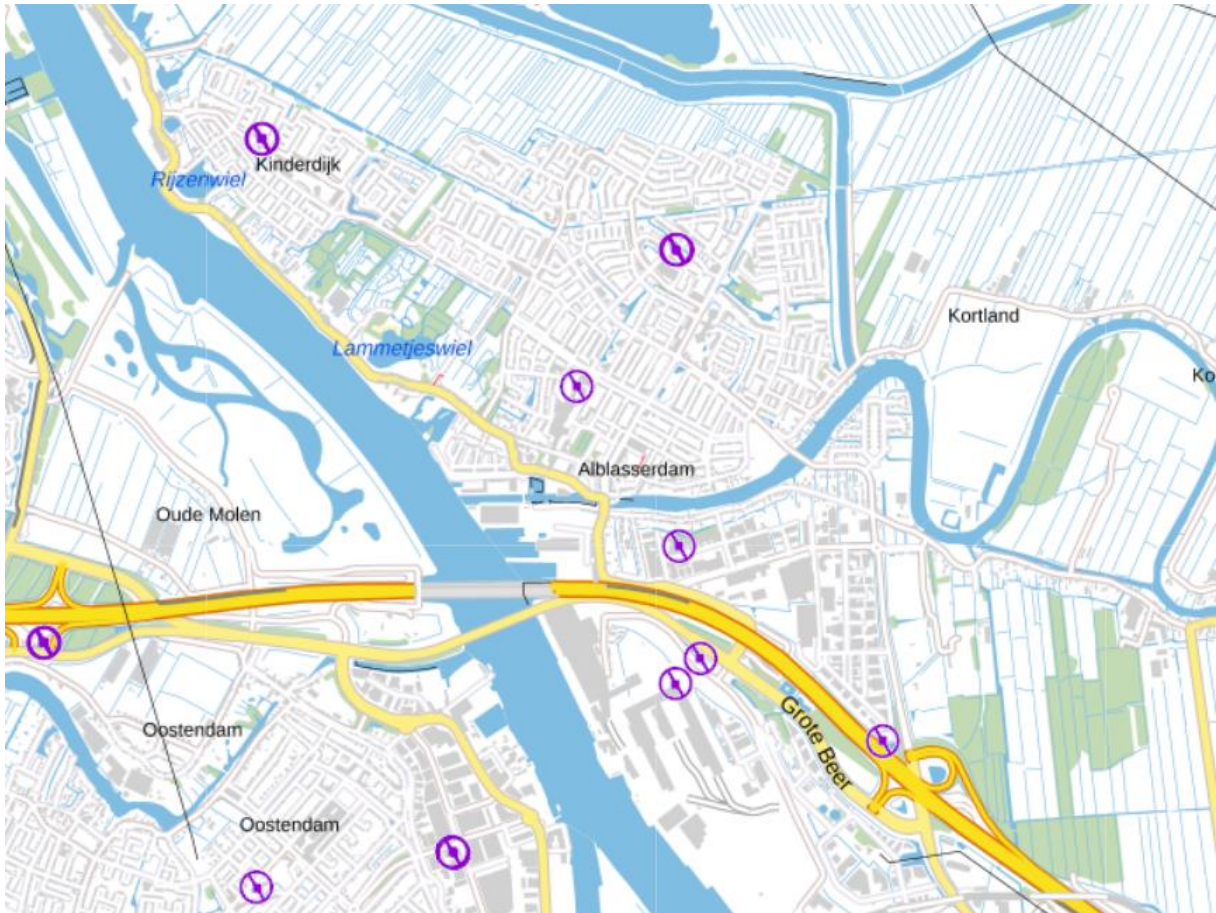 Kinderdijk
Rijzenwiel
Kortland
Lammetjeswiel
Ko
Alblasserdam
Oude Molen
Grote Beer
Oostendam
Oostendam